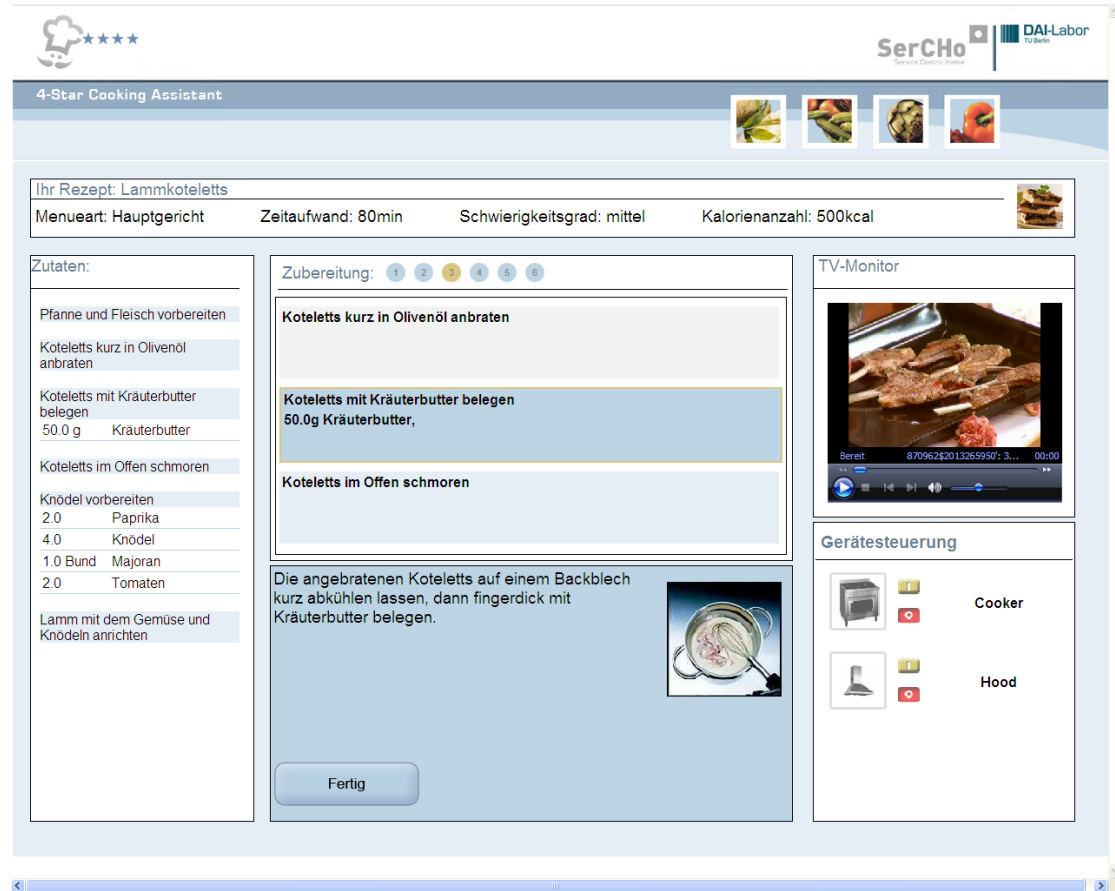 SerCHo
Service Centric Home
DAI-Labor
TU Berlin
4-Star Cooking Assistant
Ihr Rezept: Lammkoteletts
Menueart: Hauptgericht
Zeitaufwand: 80min
Schwierigkeitsgrad: mittel
Kalorienanzahl: 500kcal
Zutaten:
Pfanne und Fleisch vorbereiten
Koteletts kurz in Olivenöl
anbraten
Koteletts mit Kräuterbutter
belegen
50.0 g Kräuterbutter
Koteletts im Offen schmoren
Knödel vorbereiten
2.0 Paprika
4.0 Knödel
1.0 Bund Majoran
2.0 Tomaten
Lamm mit dem Gemüse und
Knödeln anrichten
Zubereitung: 1 2 3 4 5 6
Koteletts kurz in Olivenöl anbraten
Koteletts mit Kräuterbutter belegen
50.0g Kräuterbutter,
Koteletts im Offen schmoren
Die angebratenen Koteletts auf einem Backblech
kurz abkühlen lassen, dann fingerdick mit
Kräuterbutter belegen.
Fertig
TV-Monitor
Bereit 870962$2013265950': 3... 00:00
Gerätesteuerung
Cooker
Hood